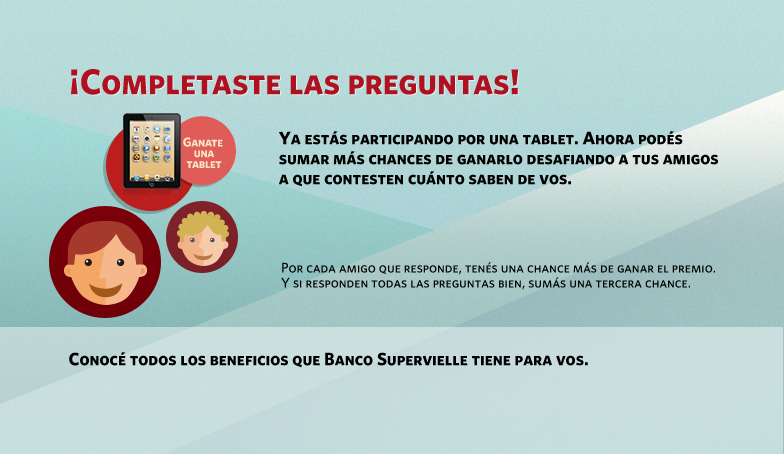 ¡Completaste las preguntas!
Ganate
una
tablet
Ya estás participando por una tablet. Ahora podés
sumar más chances de ganarlo desafiando a tus amigos
a que contesten cuánto saben de vos.
Por cada amigo que responde, tenés una chance más de ganar el premio.
Y si responden todas las preguntas bien, sumás una tercera chance.
Conocé todos los beneficios que Banco Supervielle tiene para vos.